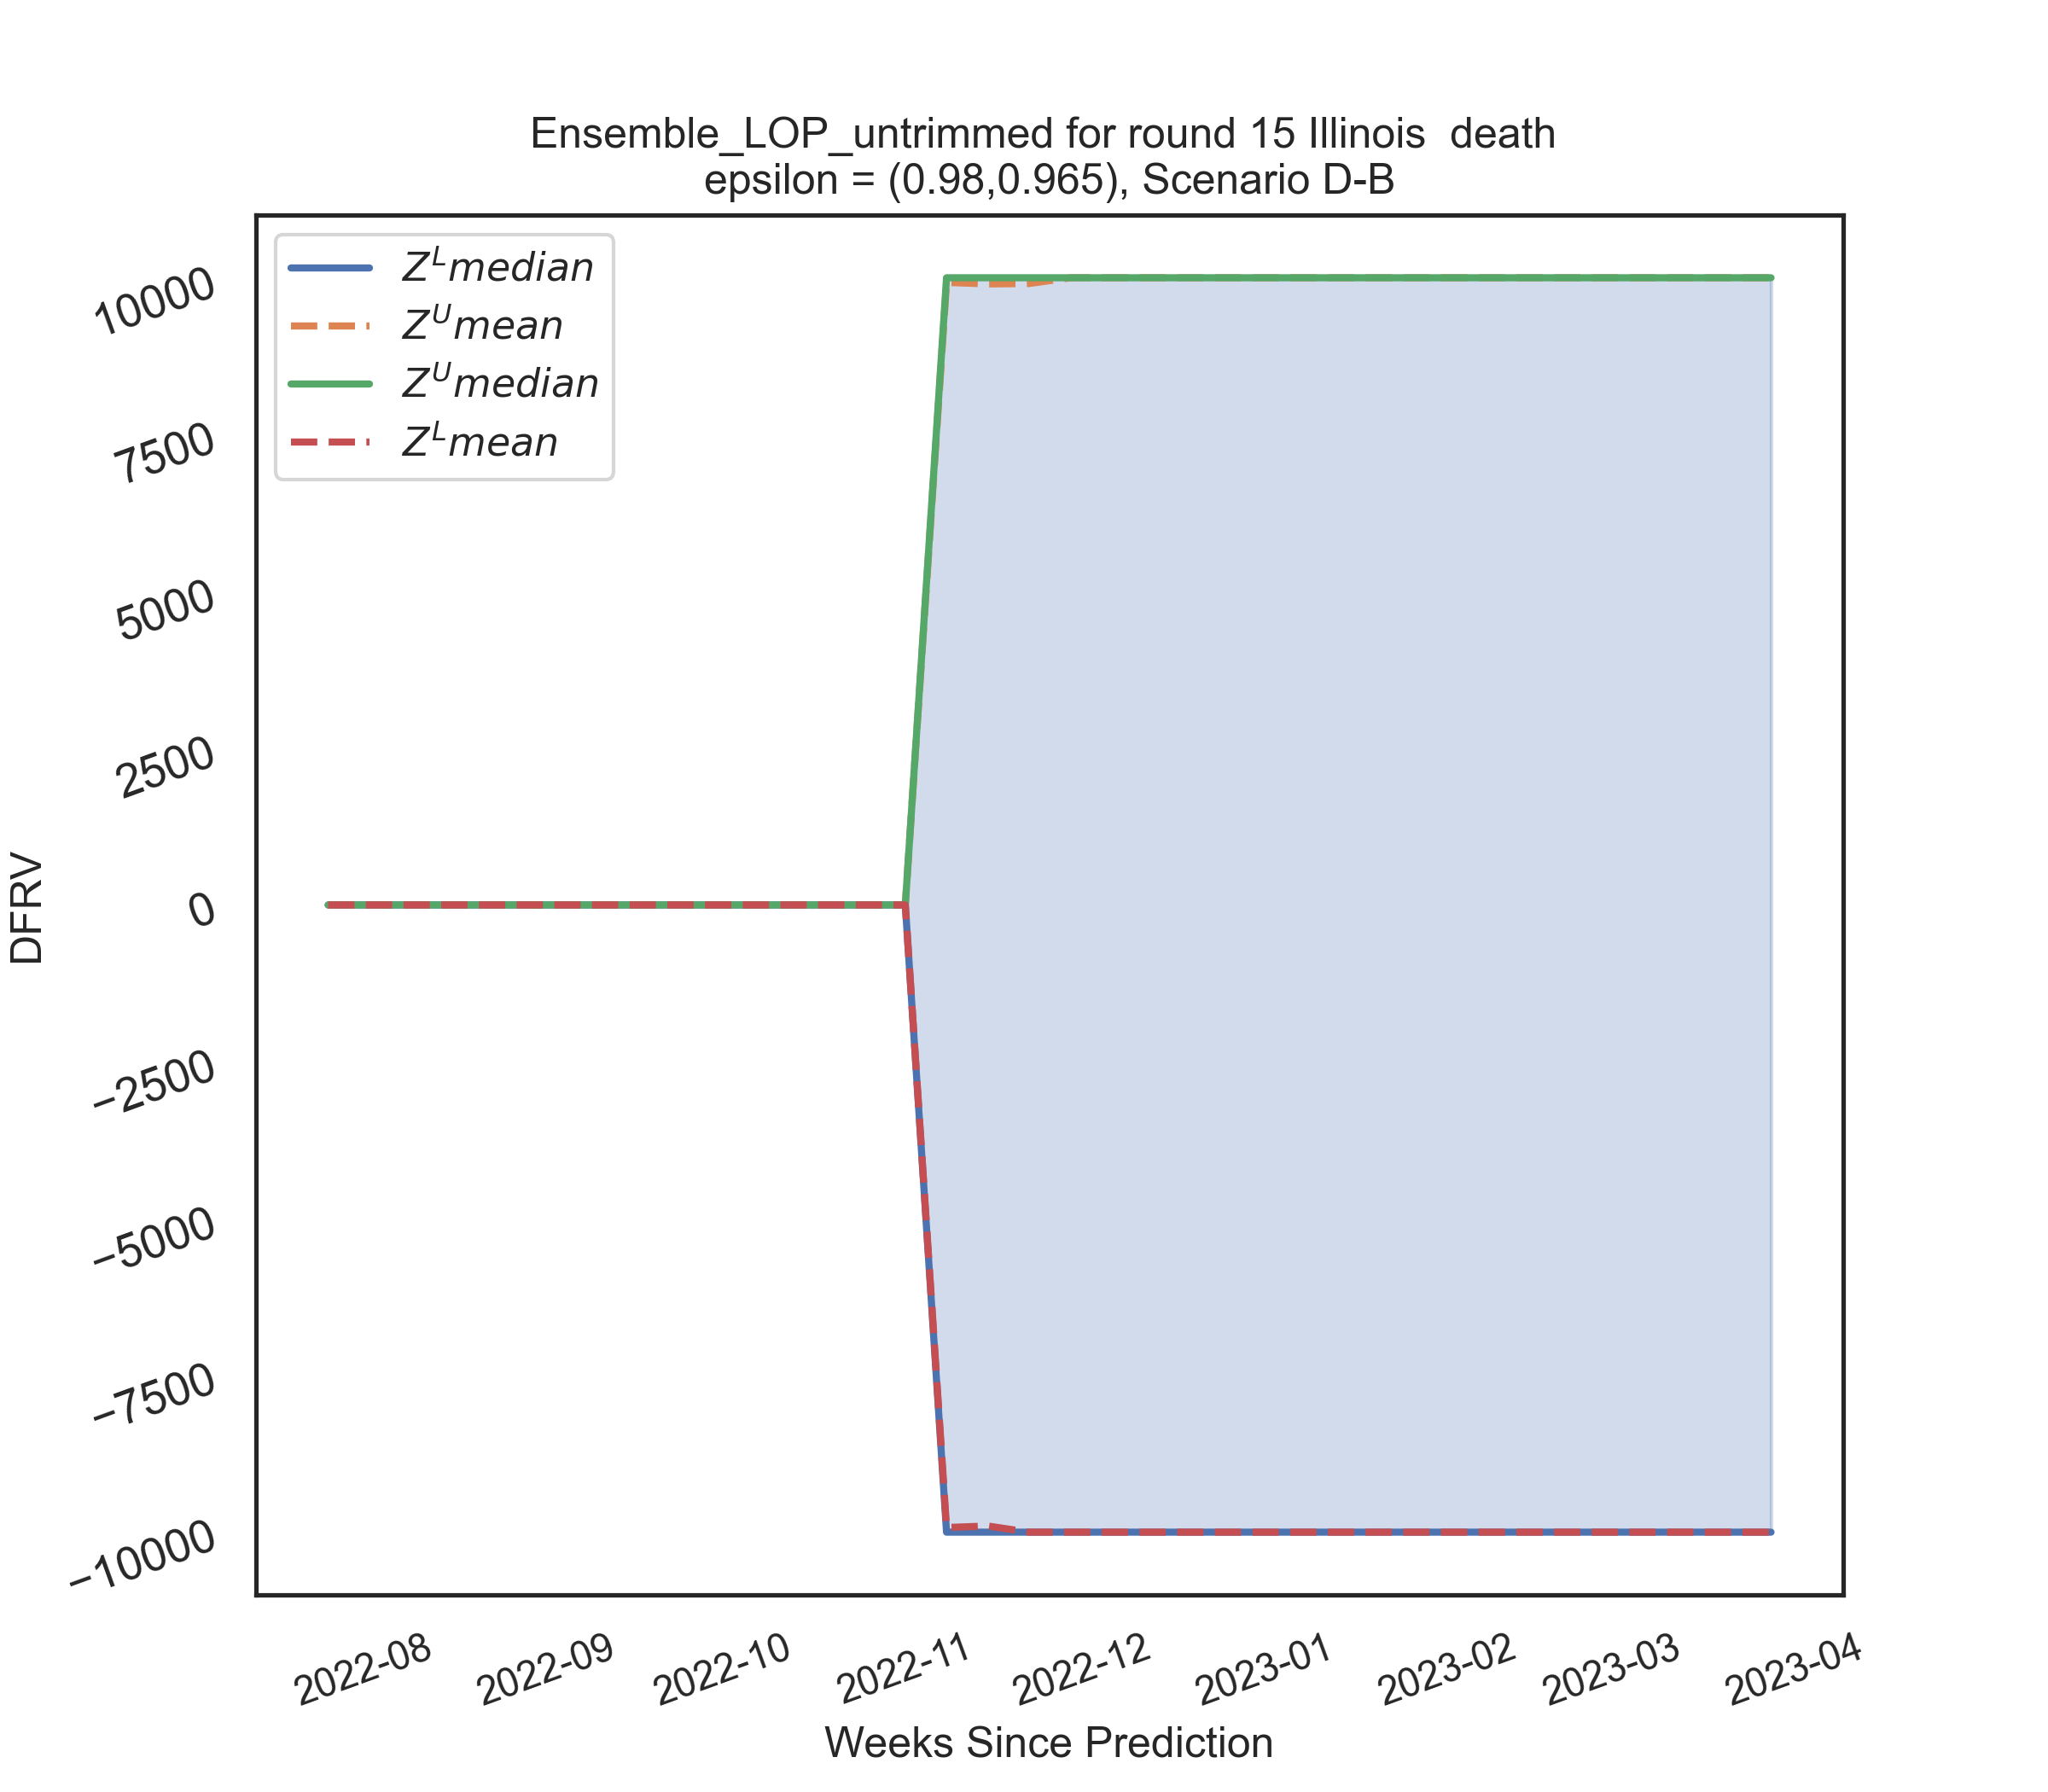 Ensemble_LOP_untrimmed for round 15 Illinois  death
epsilon = (0.98,0.965), Scenario D-B
Z^L median
Z^U mean
Z^U median
Z^L mean
10000
7500
5000
2500
0
−2500
−5000
−7500
−10000
DFRV
2022-08
2022-09
2022-10
2022-11
2022-12
2023-01
2023-02
2023-03
2023-04
Weeks Since Prediction